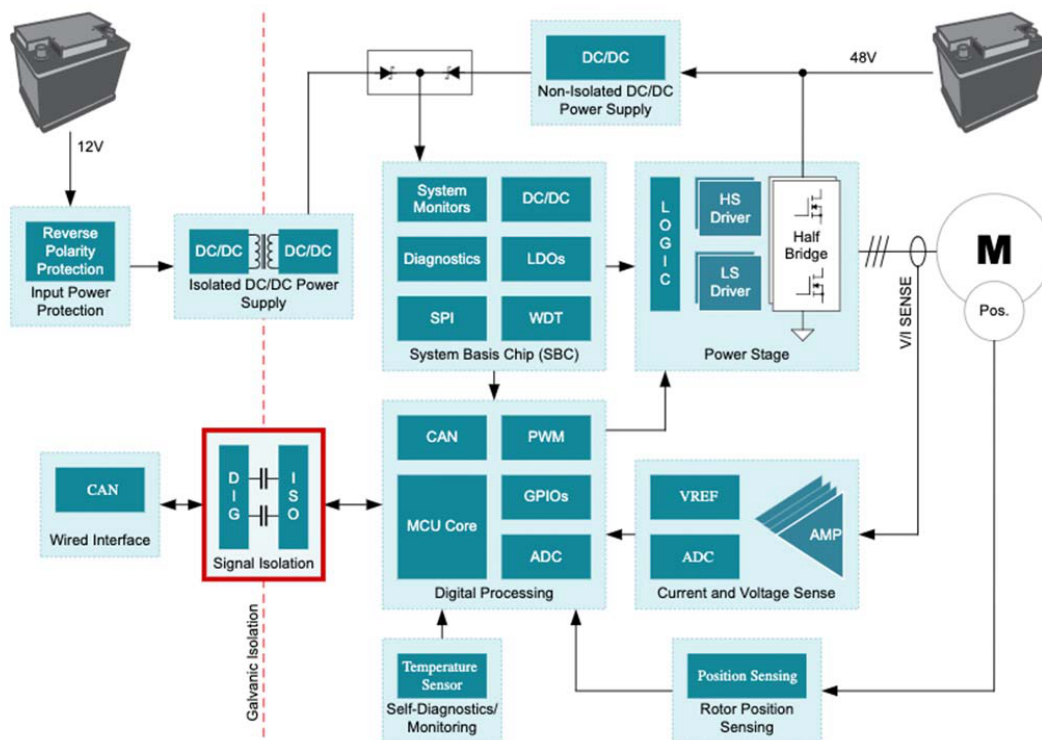 48V
12V
DC/DC
Non-Isolated DC/DC
Power Supply
Reverse
Polarity
Protection
Input Power
Protection
DC/DC
DC/DC
Isolated DC/DC Power
Supply
System
Monitors
DC/DC
Diagnostics
LDOs
SPI
WDT
System Basis Chip (SBC)
LOGIC
HS
Driver
LS
Driver
Half
Bridge
Power Stage
M
Pos.
V/I SENSE
CAN
Wired Interface
DIG
ISO
Signal Isolation
CAN
PWM
MCU Core
GPIOs
ADC
Digital Processing
VREF
ADC
AMP
Current and Voltage Sense
Galvanic Isolation
Temperature
Sensor
Self-Diagnostics/
Monitoring
Position Sensing
Rotor Position
Sensing